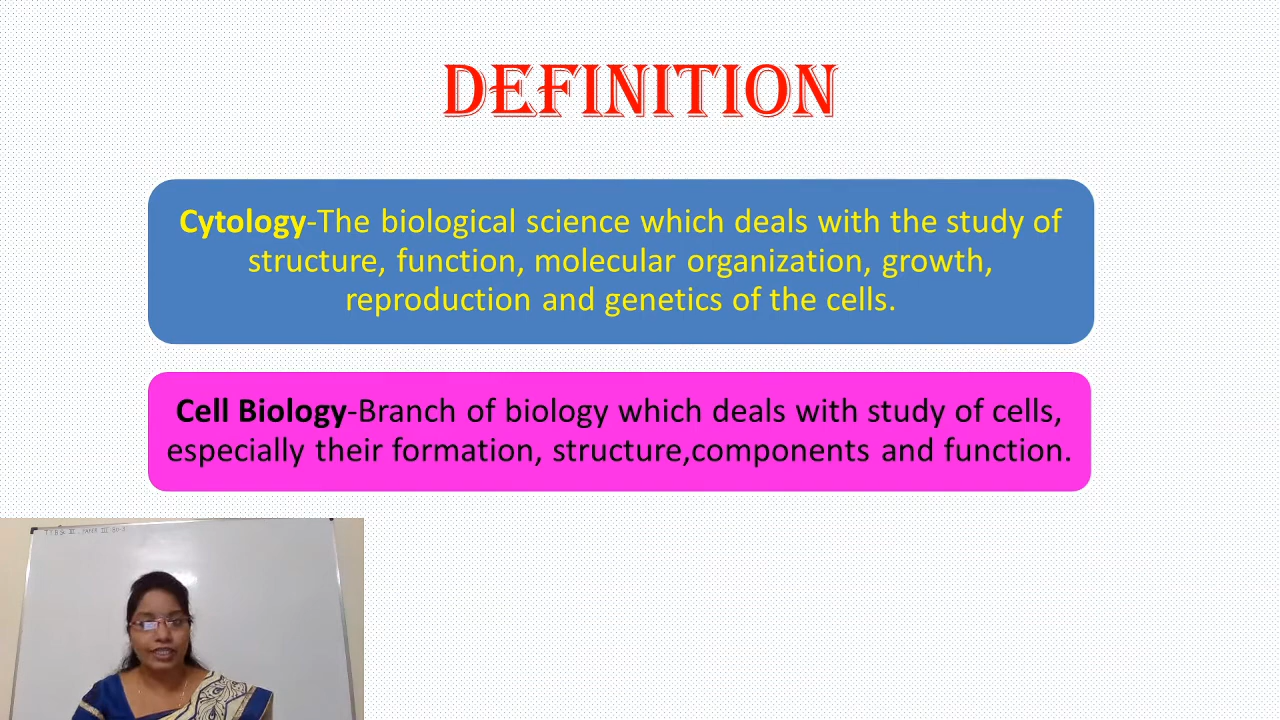 DEFINITION
Cytology-The biological science which deals with the study of
structure, function, molecular organization, growth,
reproduction and genetics of the cells.
Cell Biology-Branch of biology which deals with study of cells,
especially their formation, structure,components and function.